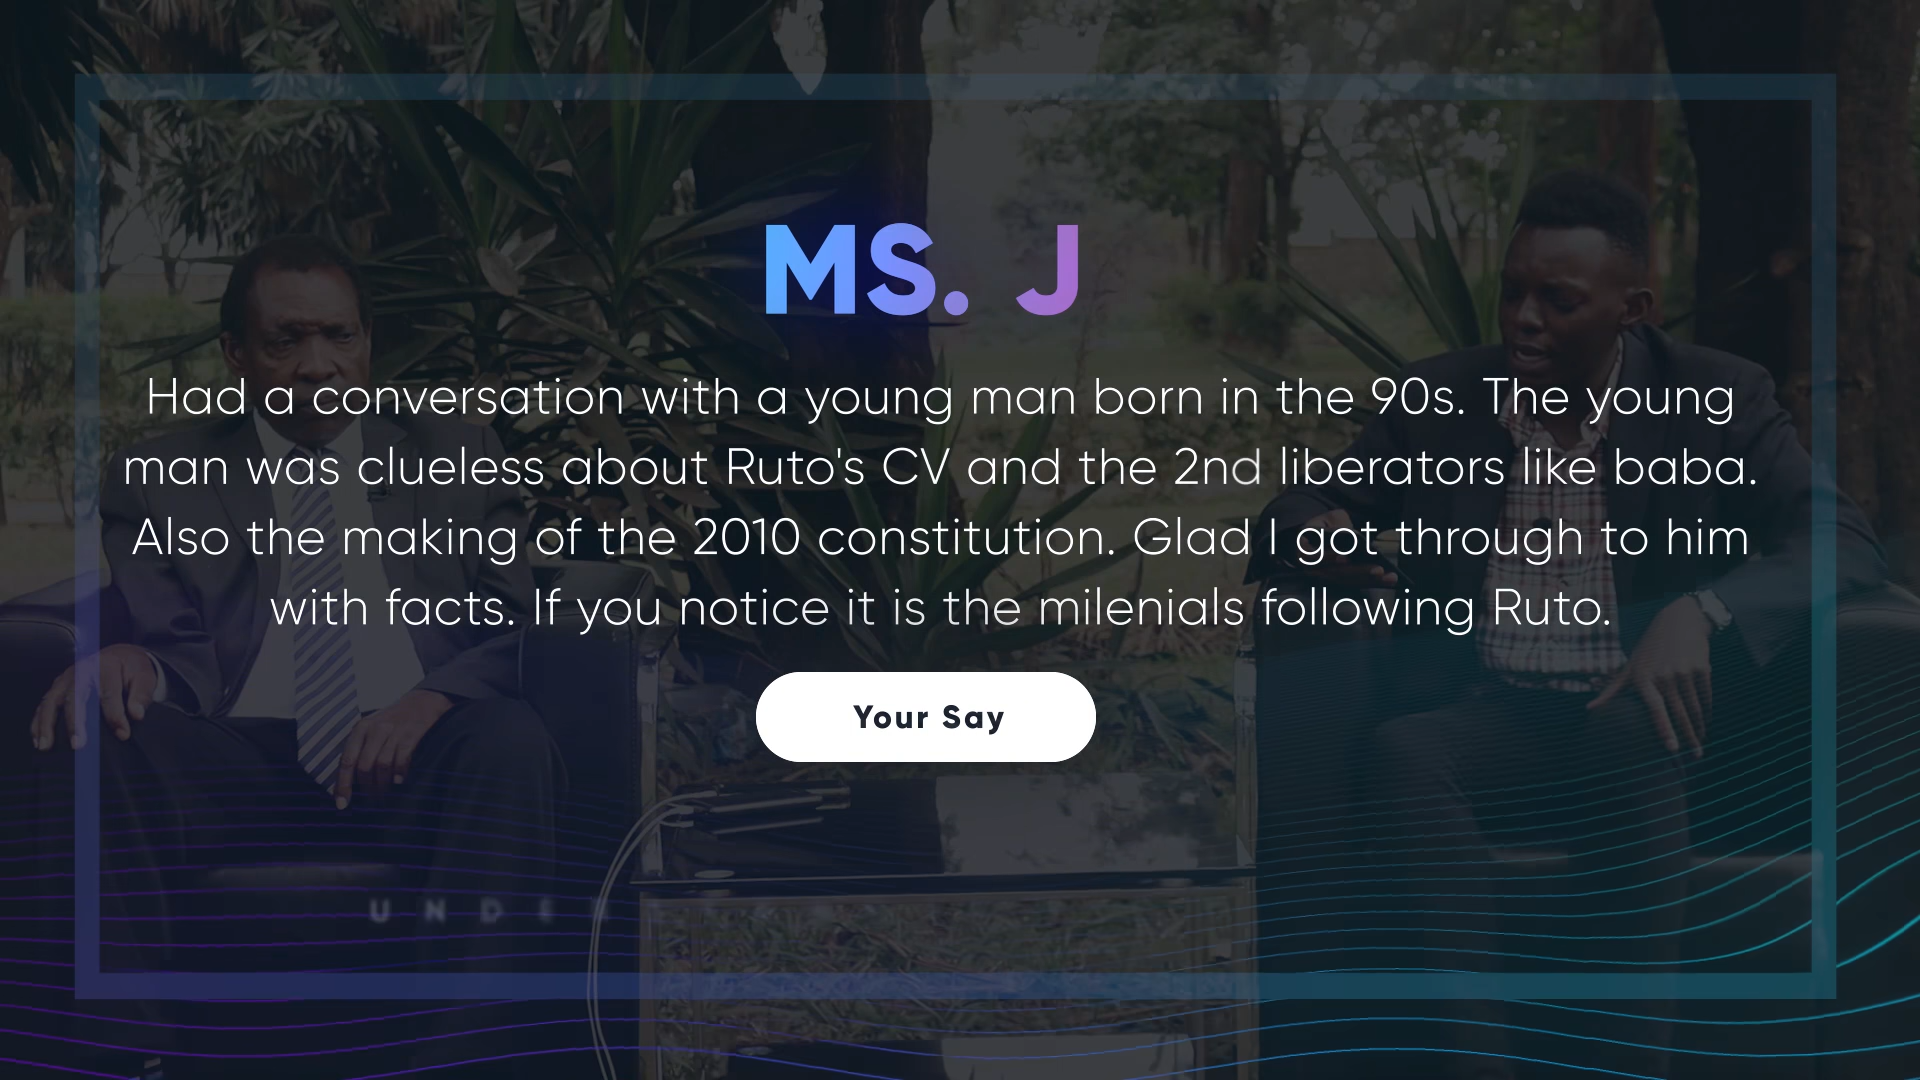 MS. J
Had a conversation with a young man born in the 90s. The young
man was clueless about Ruto's CV and the 2nd liberators like baba.
Also the making of the 2010 constitution. Glad I got through to him
with facts. If you notice it is the milenials following Ruto.
Your Say
U N D E